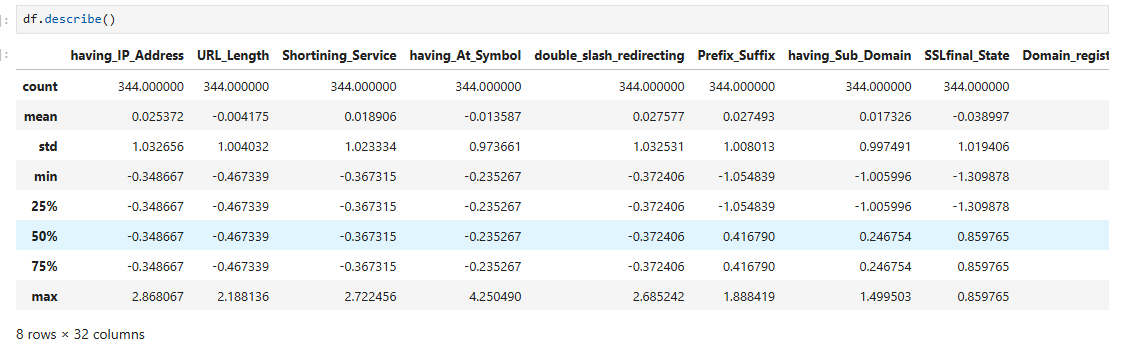 ]: df.describe()
]: having_IP_Address URL_Length Shortining_Service having_At_Symbol double_slash_redirecting Prefix_Suffix having_Sub_Domain SSLfinal_State Domain_regist
count 344.000000 344.000000 344.000000 344.000000 344.000000 344.000000 344.000000 344.000000
mean 0.025372 -0.004175 0.018906 -0.013587 0.027577 0.027493 0.017326 -0.038997
std 1.032656 1.004032 1.023334 0.973661 1.032531 1.008013 0.997491 1.019406
min -0.348667 -0.467339 -0.367315 -0.235267 -0.372406 -1.054839 -1.005996 -1.309878
25% -0.348667 -0.467339 -0.367315 -0.235267 -0.372406 -1.054839 -1.005996 -1.309878
50% -0.348667 -0.467339 -0.367315 -0.235267 -0.372406 0.416790 0.246754 0.859765
75% -0.348667 -0.467339 -0.367315 -0.235267 -0.372406 0.416790 0.246754 0.859765
max 2.868067 2.188136 2.722456 4.250490 2.685242 1.888419 1.499503 0.859765
8 rows × 32 columns